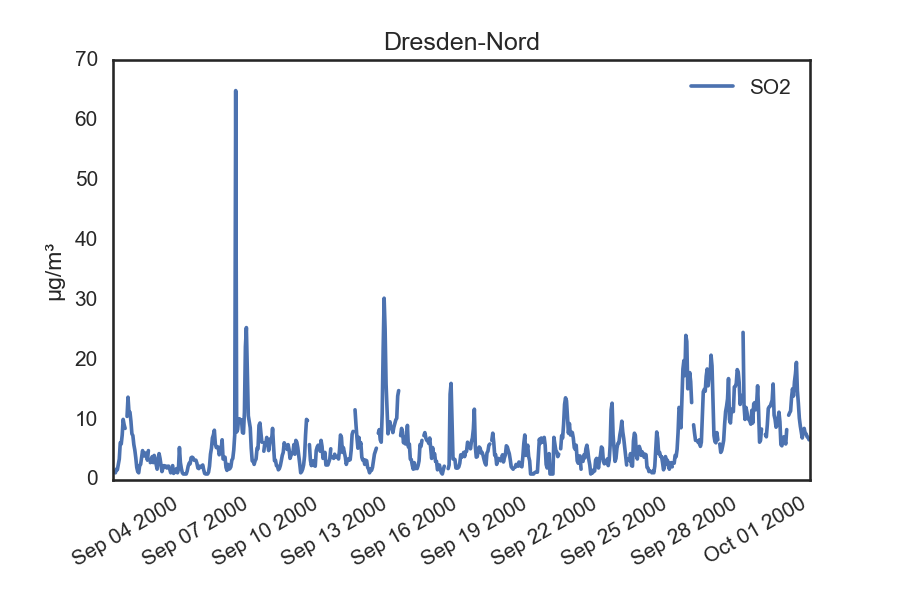 Dresden-Nord
SO2
µg/m³
70
60
50
40
30
20
10
0
Sep 04 2000
Sep 07 2000
Sep 10 2000
Sep 13 2000
Sep 16 2000
Sep 19 2000
Sep 22 2000
Sep 25 2000
Sep 28 2000
Oct 01 2000